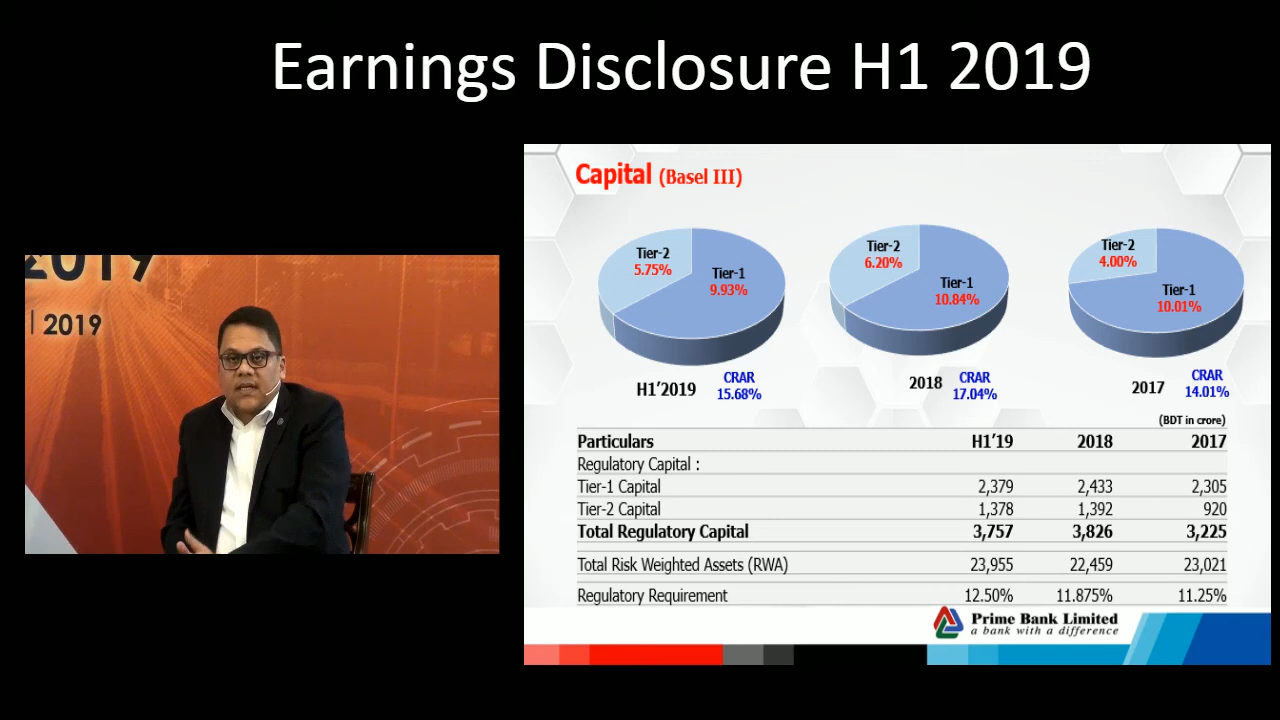 Earnings Disclosure H1 2019
2019
| 2019
Capital (Basel III)
Tier-2
5.75%
Tier-1
9.93%
H1'2019
CRAR
15.68%
Tier-2
6.20%
Tier-1
10.84%
2018
CRAR
17.04%
Tier-2
4.00%
Tier-1
10.01%
2017
CRAR
14.01%
(BDT in crore)
Particulars H1'19 2018 2017
Regulatory Capital :
Tier-1 Capital 2,379 2,433 2,305
Tier-2 Capital 1,378 1,392 920
Total Regulatory Capital 3,757 3,826 3,225
Total Risk Weighted Assets (RWA) 23,955 22,459 23,021
Regulatory Requirement 12.50% 11.875% 11.25%
Prime Bank Limited
a bank with a difference